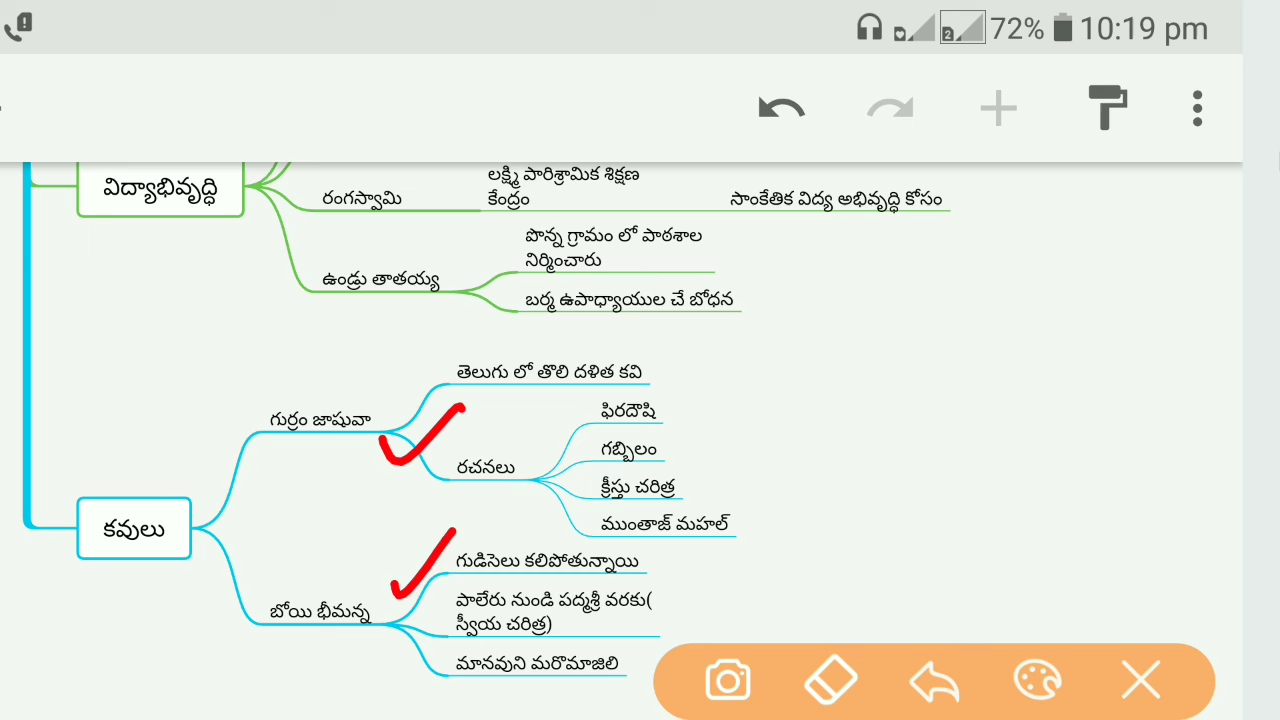 72% 10:19 pm
2
విద్యాభివృద్ధి
రంగస్వామి
లక్ష్మి పారిశ్రామిక శిక్షణ
కేంద్రం
సాంకేతిక విద్య అభివృద్ధి కోసం
ఉండ్రు తాతయ్య
పొన్న గ్రామం లో పాఠశాల
నిర్మించారు
బర్మ ఉపాధ్యాయుల చే బోధన
కవులు
గుర్రం జాషువా
తెలుగు లో తొలి దళిత కవి
రచనలు
ఫిరదౌషి
గబ్బిలం
క్రీస్తు చరిత్ర
ముంతాజ్ మహల్
బోయి భీమన్న
గుడిసెలు కలిపోతున్నాయి
పాలేరు నుండి పద్మశ్రీ వరకు(
స్వీయ చరిత్ర)
మానవుని మరొమాజిలి